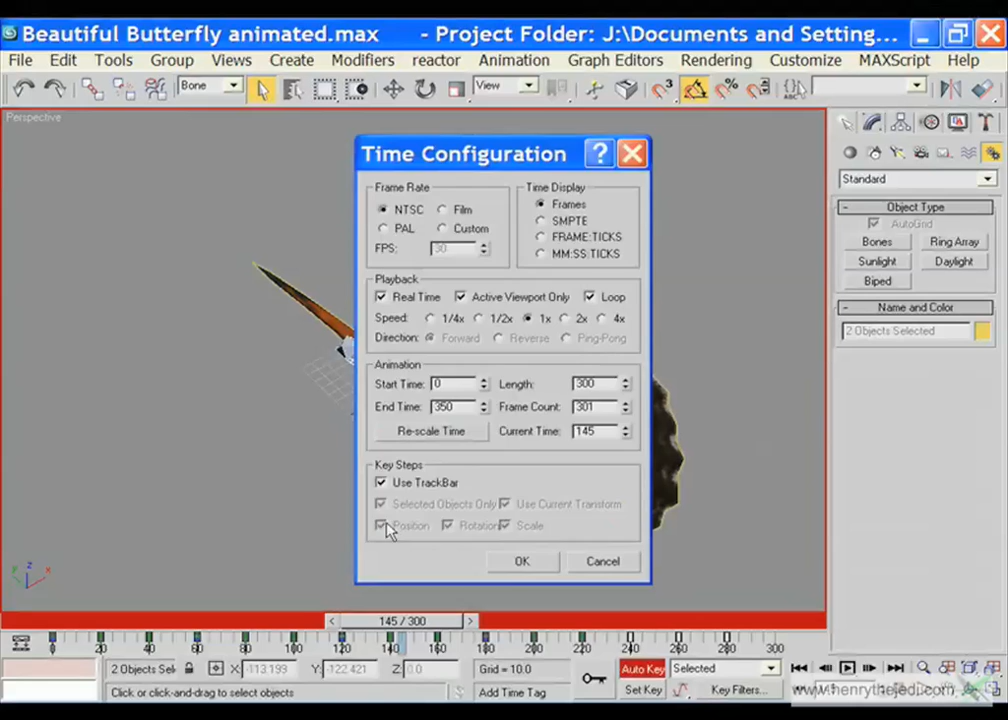 Beautiful Butterfly animated.max - Project Folder: J:\Documents and Setting...
File Edit Tools Group Views Create Modifiers reactor Animation Graph Editors Rendering Customize MAXScript Help
Bone View
Perspective
Time Configuration
Frame Rate
NTSC Film
PAL Custom
FPS: 30
Time Display
Frames
SMPTE
FRAME:TICKS
MM:SS:TICKS
Playback
Real Time Active Viewport Only Loop
Speed: 1/4x 1/2x 1x 2x 4x
Direction: Forward Reverse Ping-Pong
Animation
Start Time: 0 Length: 300
End Time: 350 Frame Count: 301
Re-scale Time Current Time: 145
Key Steps
Use TrackBar
Selected Objects Only Use Current Transform
Position Rotation Scale
OK Cancel
Standard
Object Type
AutoGrid
Bones Ring Array
Sunlight Daylight
Biped
Name and Color
2 Objects Selected
z
y x
145 / 300
0 20 40 60 80 100 120 140 160 180 200 220 240 260 280 300
2 Objects Sel X: -113.199 Y: -122.421 Z: 0.0 Grid = 10.0 Auto Key Selected
Click or click-and-drag to select objects Add Time Tag Set Key Key Filters...
www.henrythejedi.com